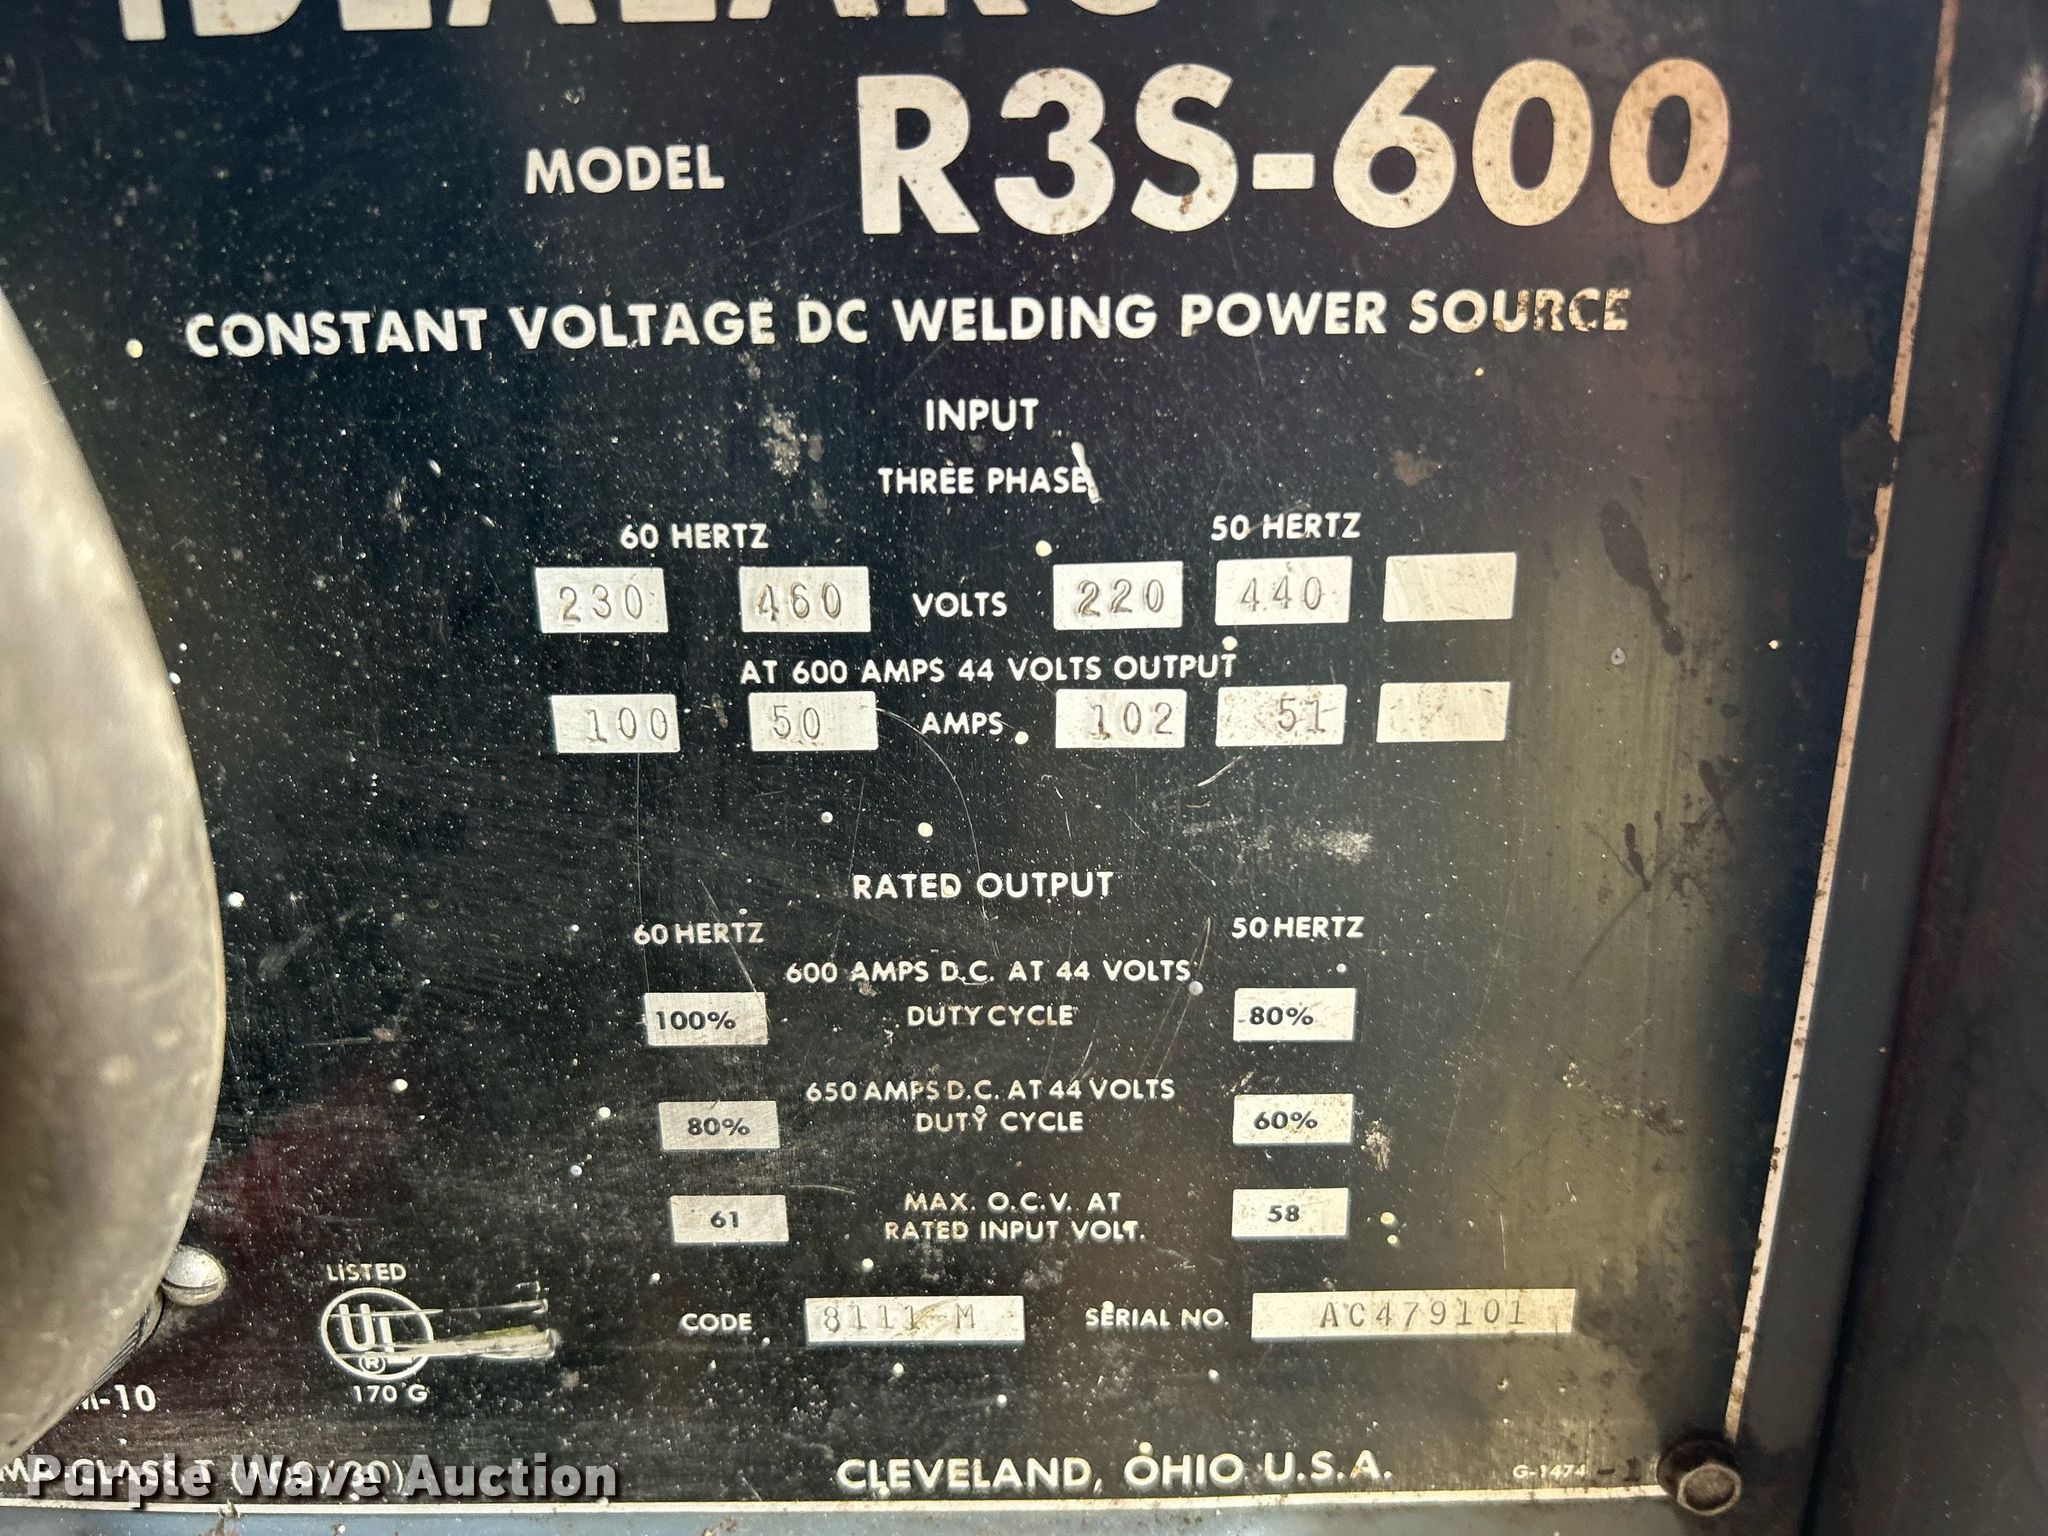 IDEALARC
MODEL R3S-600
CONSTANT VOLTAGE DC WELDING POWER SOURCE
INPUT
THREE PHASE
60 HERTZ 50 HERTZ
230 460 VOLTS 220 440
AT 600 AMPS 44 VOLTS OUTPUT
100 50 AMPS 102 51
RATED OUTPUT
60 HERTZ 50 HERTZ
600 AMPS D.C. AT 44 VOLTS
100% DUTY CYCLE 80%
650 AMPS D.C. AT 44 VOLTS
80% DUTY CYCLE 60%
MAX. O.C.V. AT
61 RATED INPUT VOLT. 58
LISTED
UL
®
170 G
CODE 8111-M SERIAL NO. AC479101
M-10
CLEVELAND, OHIO U.S.A. G-1474-1
Purple Wave Auction